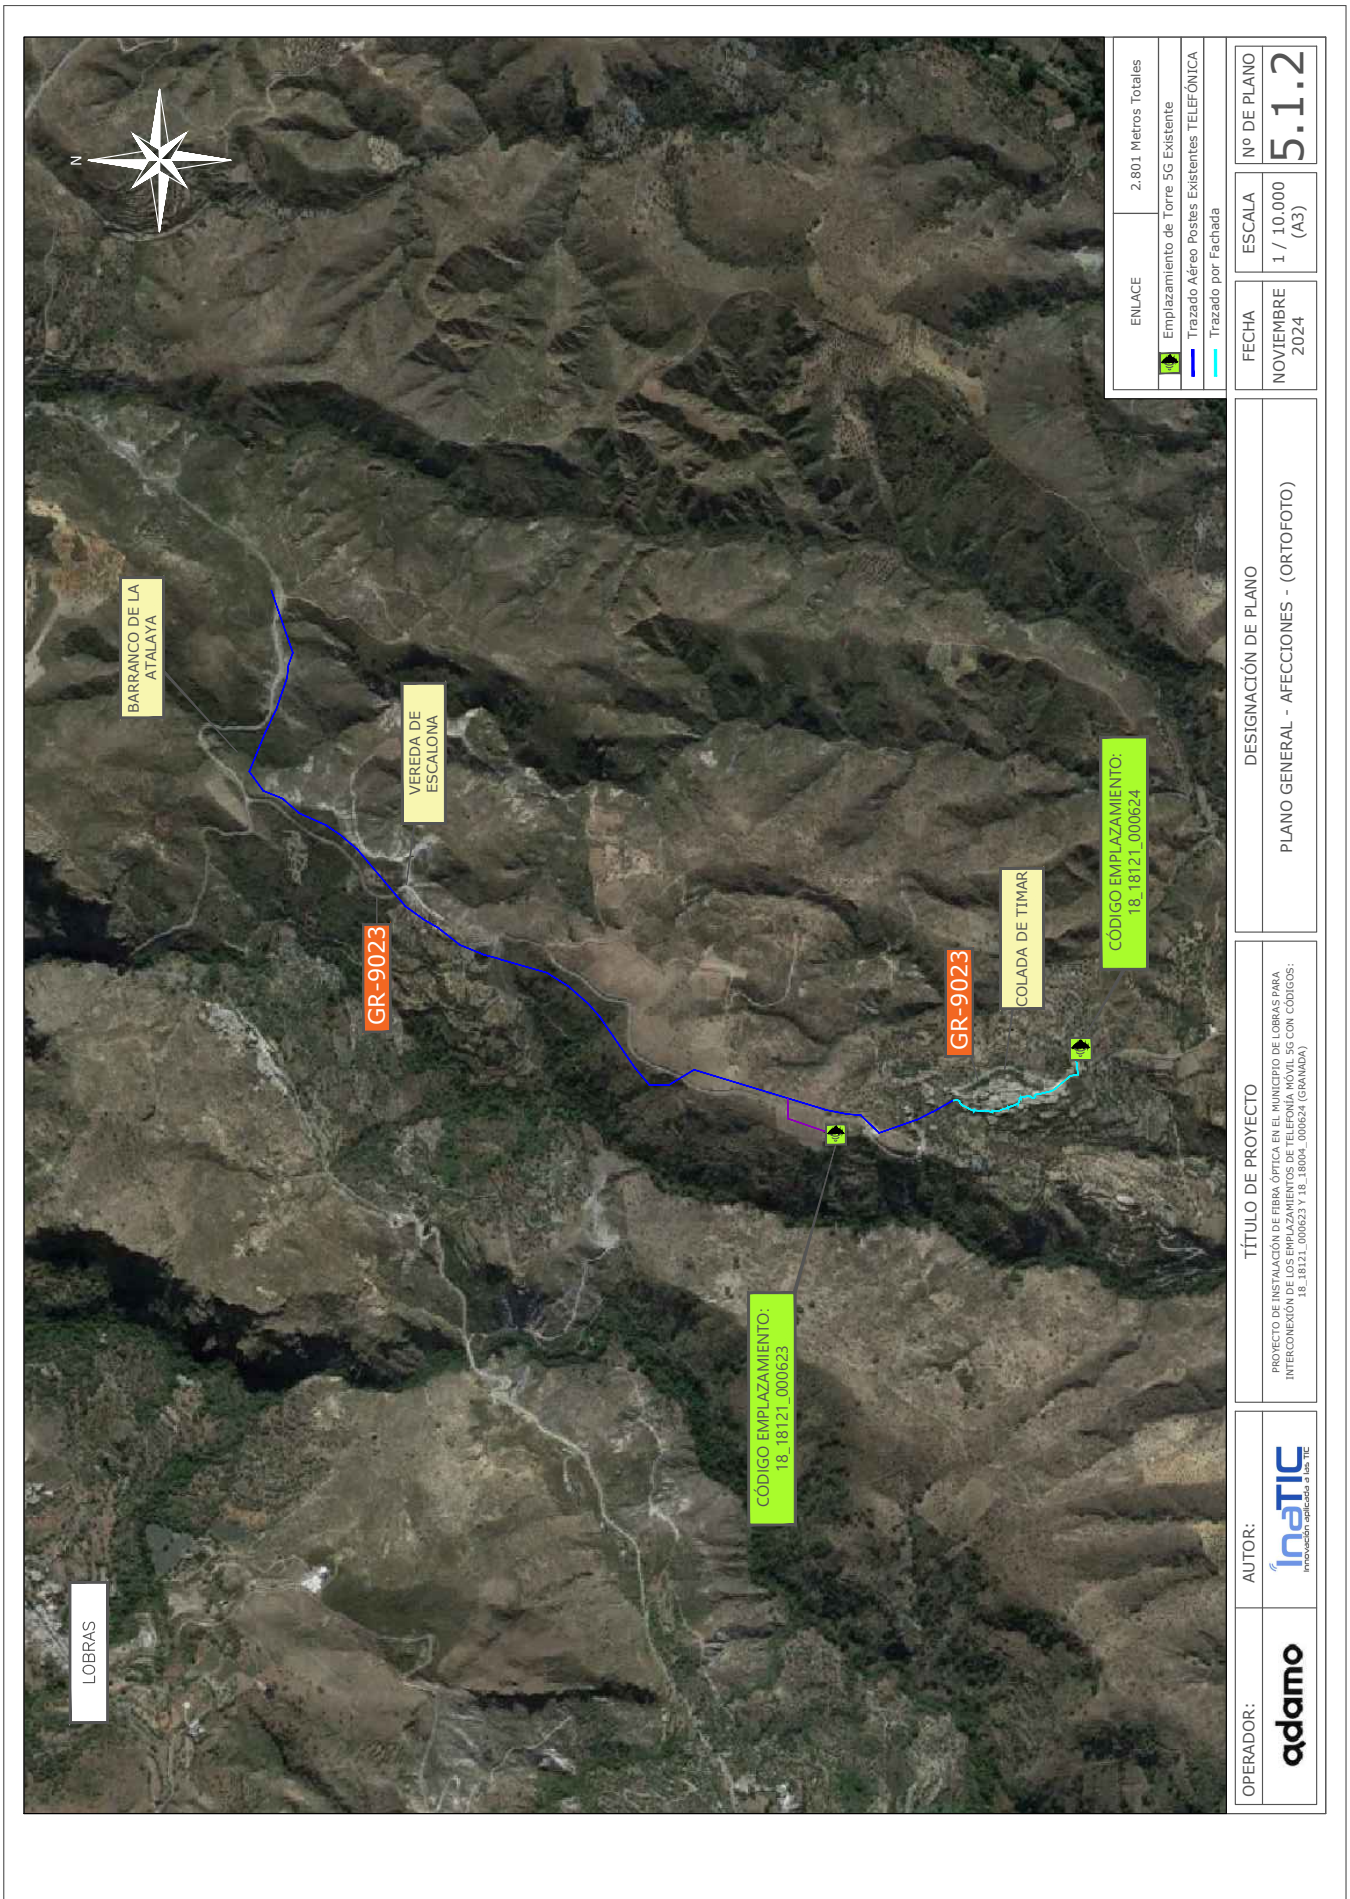 N
BARRANCO DE LA
ATALAYA
VEREDA DE
ESCALONA
GR-9023
GR-9023
COLADA DE TIMAR
CÓDIGO EMPLAZAMIENTO:
18_18121_000624
CÓDIGO EMPLAZAMIENTO:
18_18121_000623
LOBRAS
ENLACE
2.801 Metros Totales
Emplazamiento de Torre 5G Existente
Trazado Aéreo Postes Existentes TELEFÓNICA
Trazado por Fachada
OPERADOR:
adamo
AUTOR:
inaTIC
Innovación aplicada a las TIC
TÍTULO DE PROYECTO
PROYECTO DE INSTALACIÓN DE FIBRA ÓPTICA EN EL MUNICIPIO DE LOBRAS PARA
INTERCONEXIÓN DE LOS EMPLAZAMIENTOS DE TELEFONÍA MÓVIL 5G CON CÓDIGOS:
18_18121_000623 Y 18_18004_000624 (GRANADA)
DESIGNACIÓN DE PLANO
PLANO GENERAL - AFECCIONES - (ORTOFOTO)
FECHA
NOVIEMBRE
2024
ESCALA
1 / 10.000
(A3)
Nº DE PLANO
5.1.2